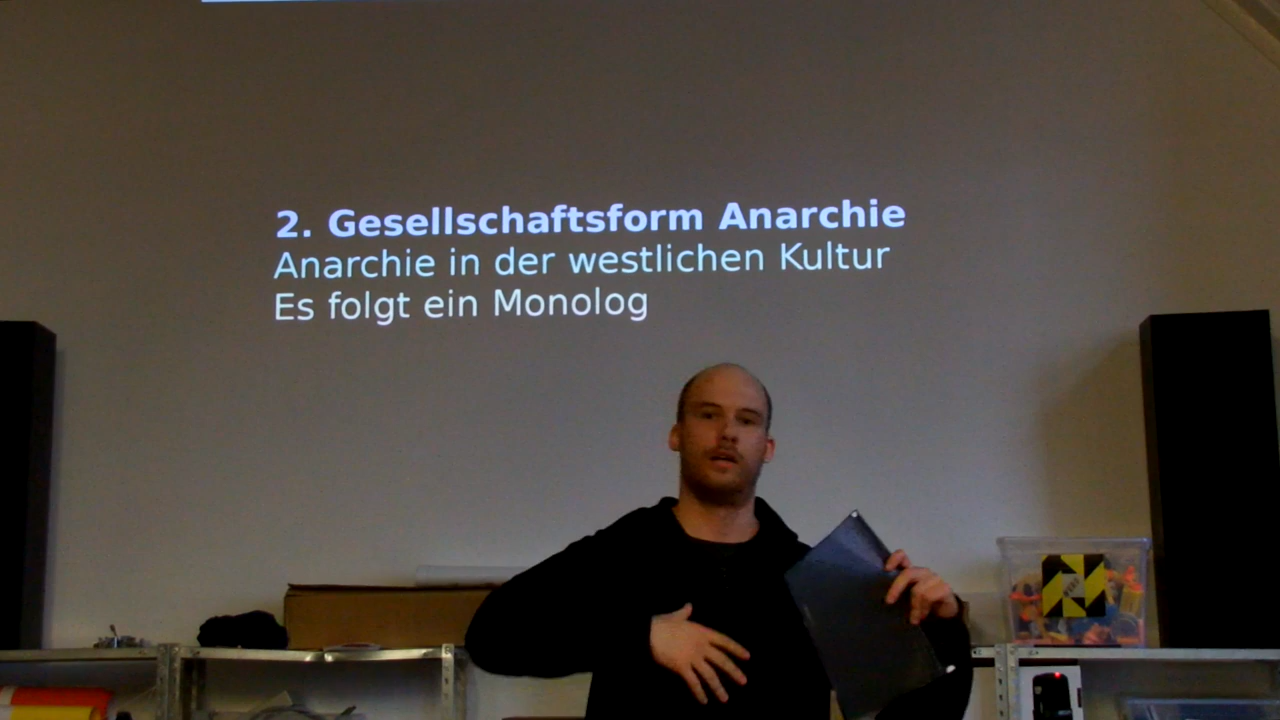 2. Gesellschaftsform Anarchie
Anarchie in der westlichen Kultur
Es folgt ein Monolog